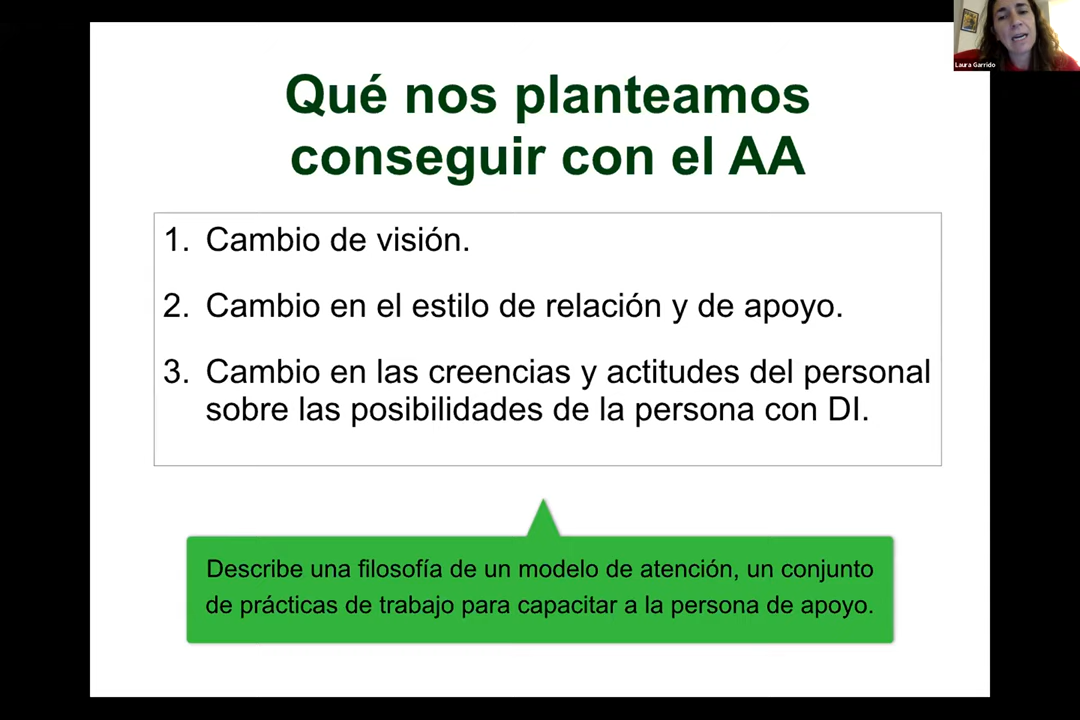 Laura Garrido
Qué nos planteamos
conseguir con el AA
1. Cambio de visión.
2. Cambio en el estilo de relación y de apoyo.
3. Cambio en las creencias y actitudes del personal
sobre las posibilidades de la persona con DI.
Describe una filosofía de un modelo de atención, un conjunto
de prácticas de trabajo para capacitar a la persona de apoyo.